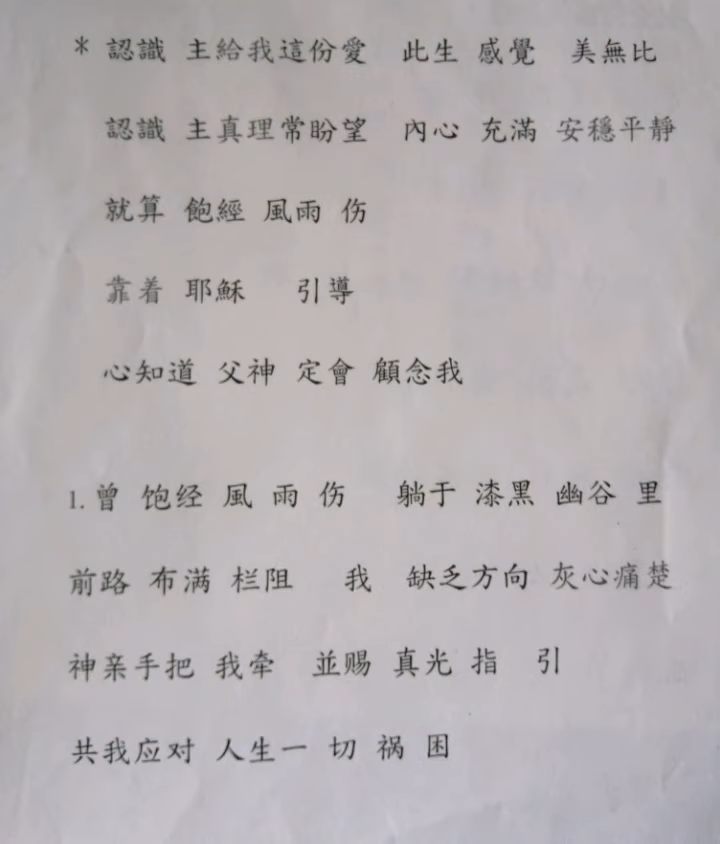 * 認識 主給我這份愛 此生 感覺 美無比
認識 主真理常盼望 內心 充滿 安穩平靜
就算 飽經 風雨 伤
靠着 耶穌 引導
心知道 父神 定會 顧念我
1. 曾 饱经 風 雨 伤 躺于 漆黑 幽谷 里
前路 布满 栏阻 我 缺乏方向 灰心痛楚
神亲手把 我牵 並赐 真光 指 引
共我应对 人生一 切 祸 困